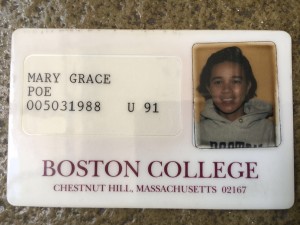 MARY GRACE
POE
005031988 U 91
BOSTON COLLEGE
CHESTNUT HILL, MASSACHUSETTS 02167